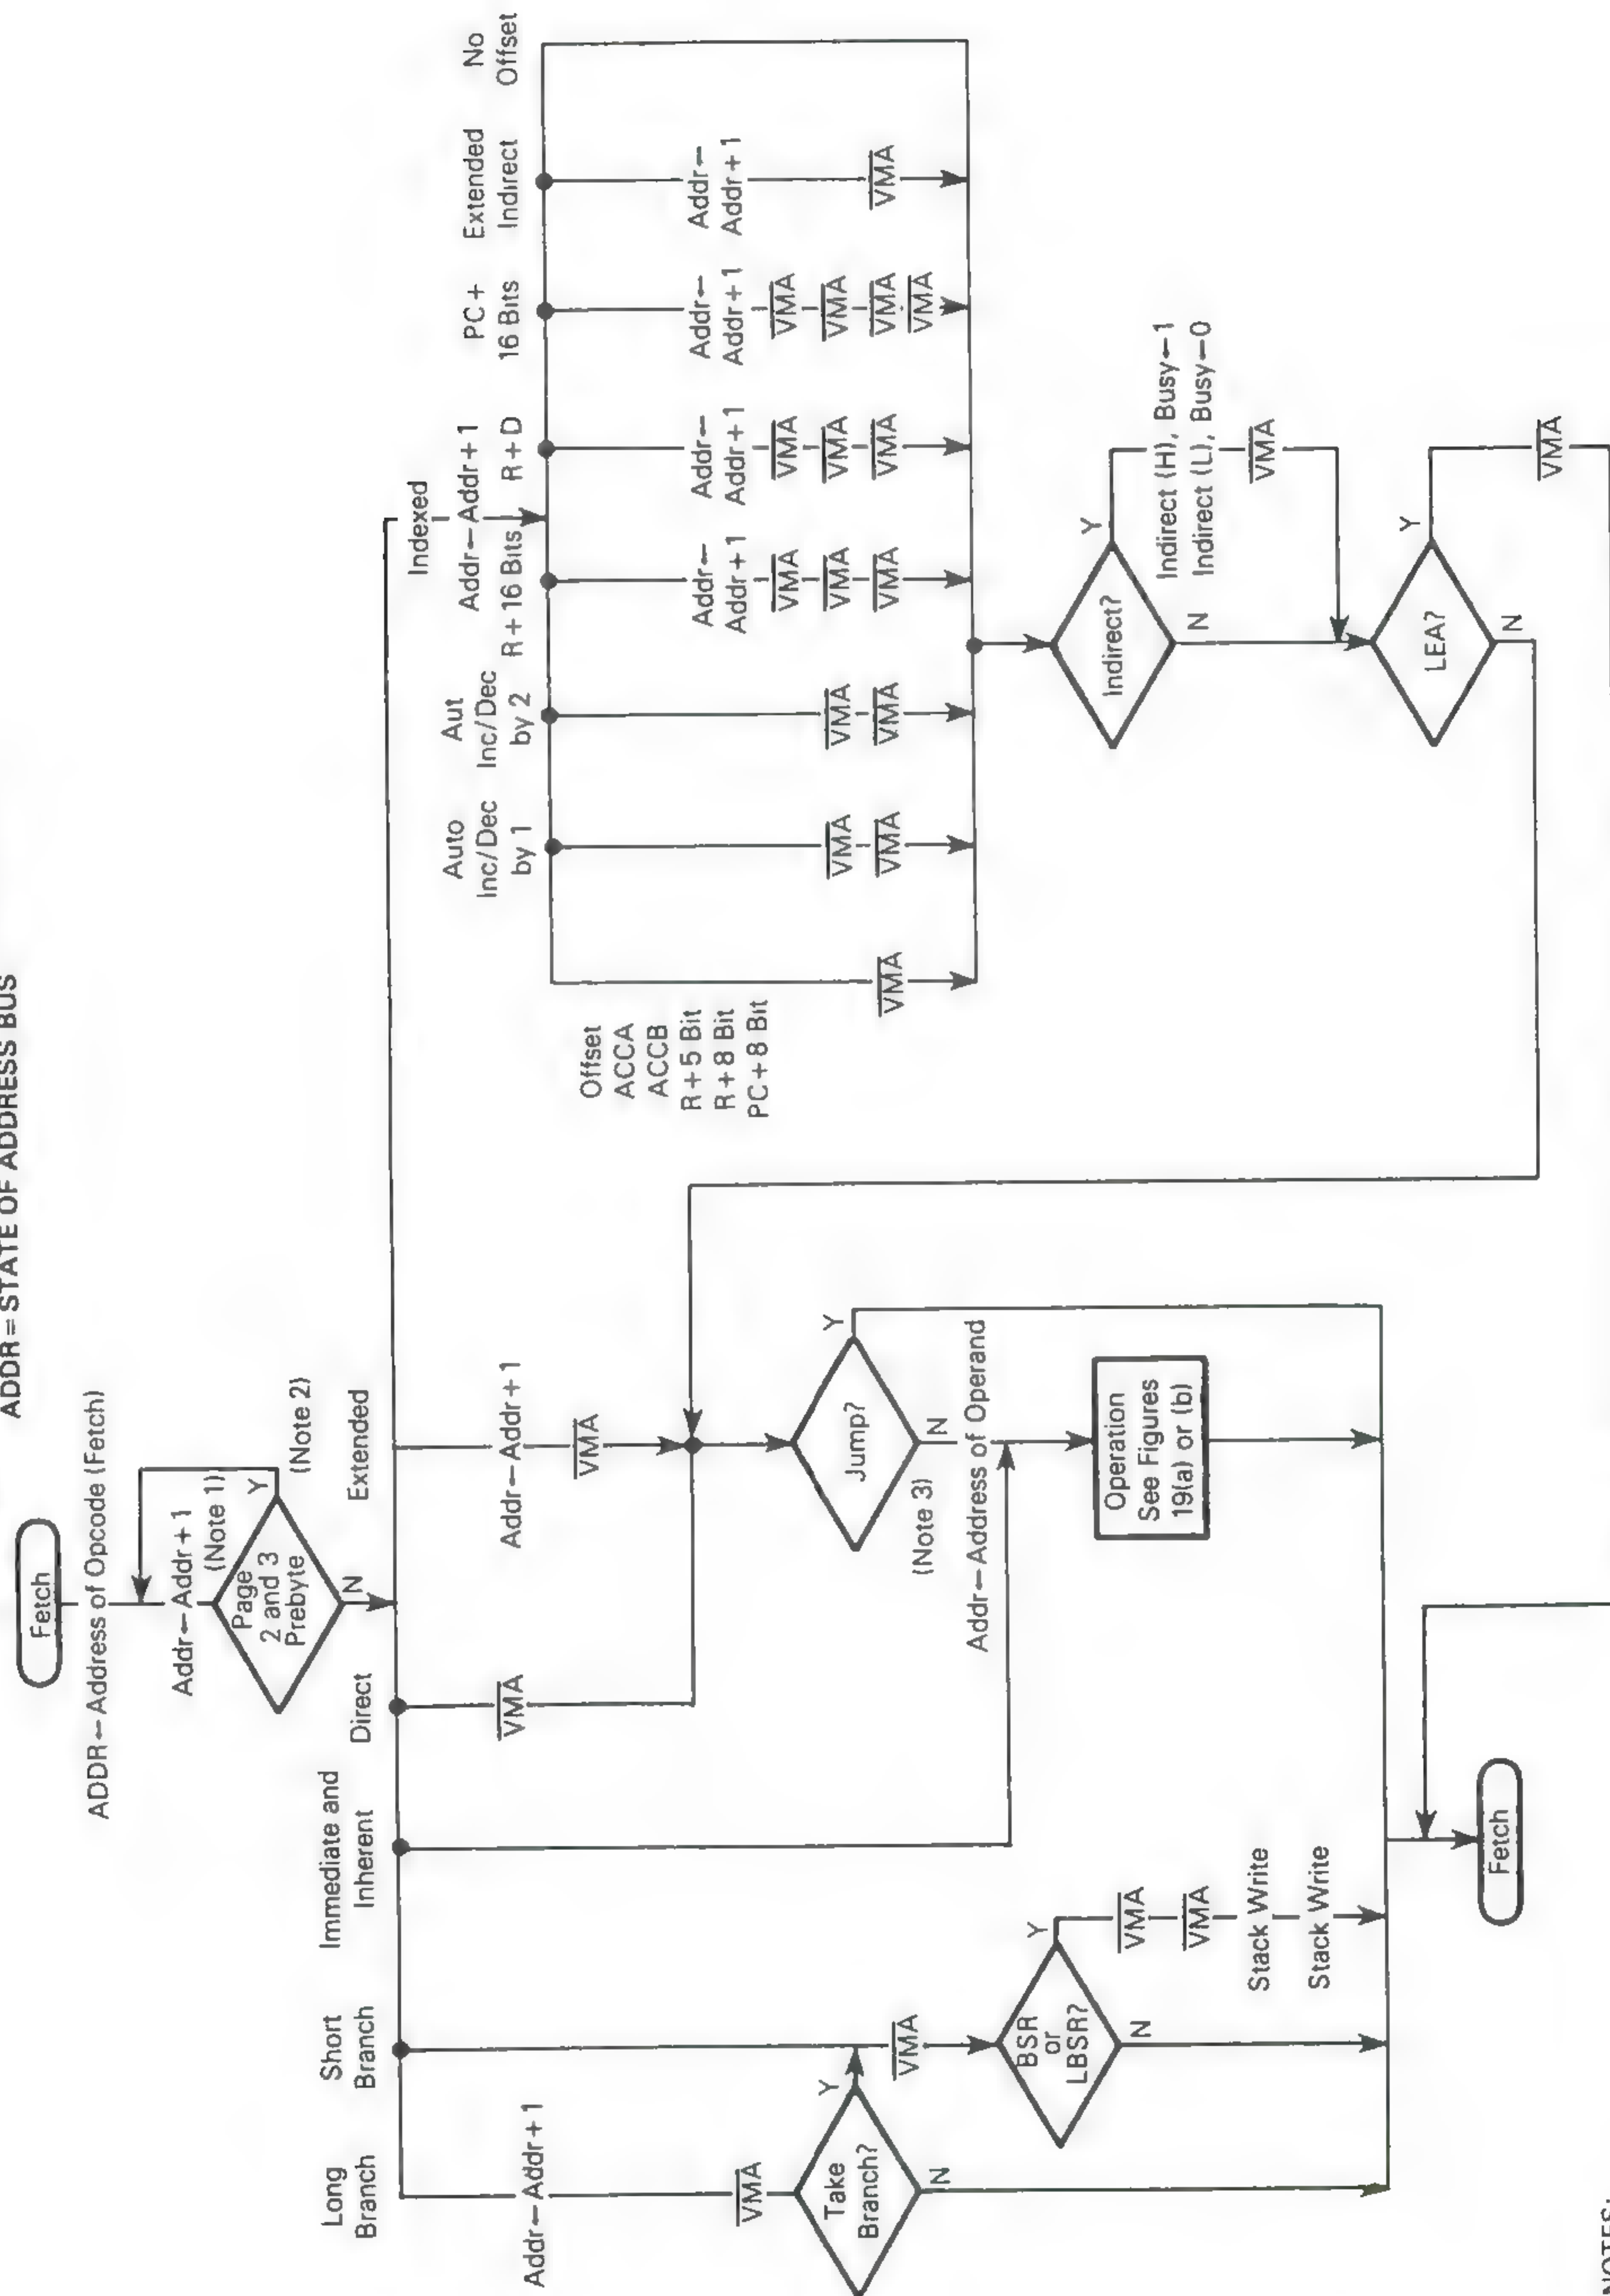 ADDR=STATE OF ADDRESS BUS
Fetch
ADDR←Address of Opcode (Fetch)
Addr←Addr+1
(Note 1)
Page
2 and 3
Prebyte
Y
N
(Note 2)
Long
Branch
Short
Branch
Immediate and
Inherent
Direct
Extended
Indexed
Addr←Addr+1
Addr←Addr+1
VMA
Take
Branch?
Y
N
VMA
BSR
or
LBSR?
Y
N
VMA
VMA
Stack Write
Stack Write
VMA
Addr←Addr+1
VMA
Jump?
Y
N
(Note 3)
Addr←Address of Operand
Operation
See Figures
19(a) or (b)
Fetch
Offset
ACCA
ACCB
R+5 Bit
R+8 Bit
PC+8 Bit
VMA
Auto
Inc/Dec
by 1
VMA
VMA
Aut
Inc/Dec
by 2
VMA
VMA
R+16 Bits
Addr←
Addr+1
VMA
VMA
VMA
R+D
Addr←
Addr+1
VMA
VMA
VMA
PC+
16 Bits
Addr←
Addr+1
VMA
VMA
VMA
VMA
Extended
Indirect
Addr←
Addr+1
VMA
No
Offset
Indirect?
Y
N
Indirect (H), Busy←1
Indirect (L), Busy←0
VMA
LEA?
Y
N
VMA
NOTES: